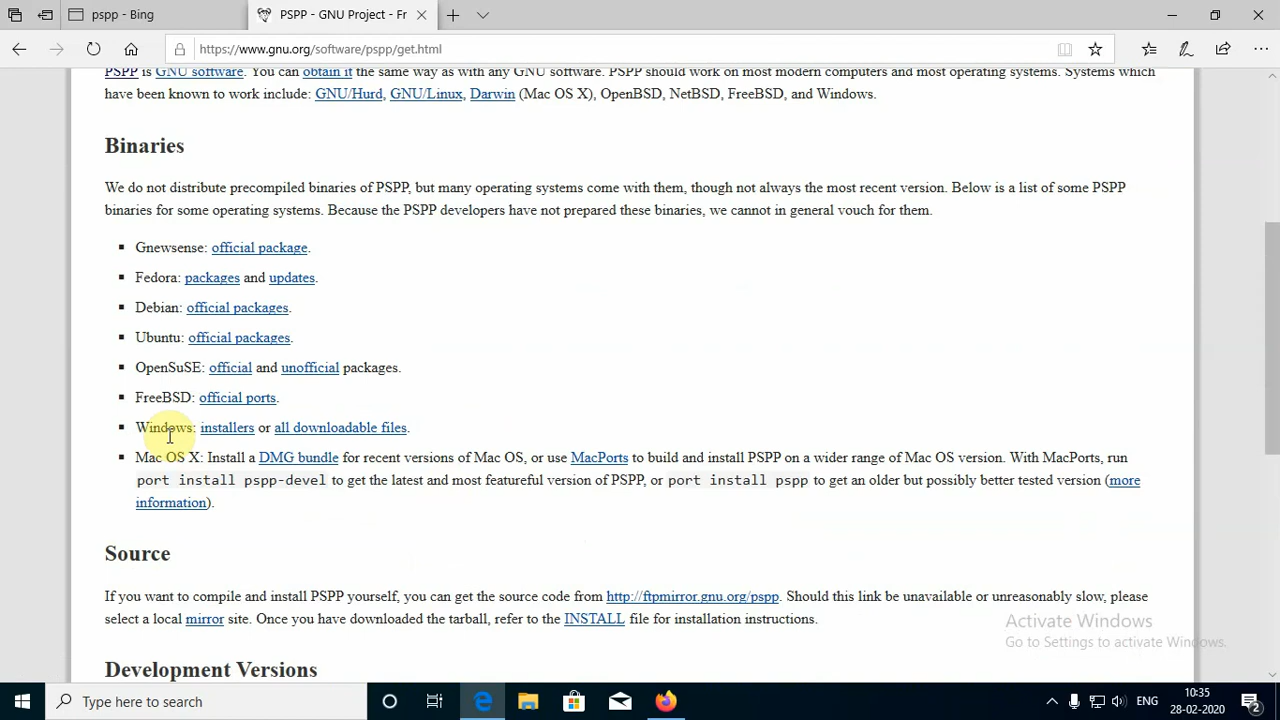 pspp - Bing
PSPP - GNU Project - Fr
https://www.gnu.org/software/pspp/get.html
PSPP is GNU software. You can obtain it the same way as with any GNU software. PSPP should work on most modern computers and most operating systems. Systems which
have been known to work include: GNU/Hurd, GNU/Linux, Darwin (Mac OS X), OpenBSD, NetBSD, FreeBSD, and Windows.
Binaries
We do not distribute precompiled binaries of PSPP, but many operating systems come with them, though not always the most recent version. Below is a list of some PSPP
binaries for some operating systems. Because the PSPP developers have not prepared these binaries, we cannot in general vouch for them.
Gnewsense: official package.
Fedora: packages and updates.
Debian: official packages.
Ubuntu: official packages.
OpenSuSE: official and unofficial packages.
FreeBSD: official ports.
Windows: installers or all downloadable files.
Mac OS X: Install a DMG bundle for recent versions of Mac OS, or use MacPorts to build and install PSPP on a wider range of Mac OS version. With MacPorts, run
port install pspp-devel to get the latest and most featureful version of PSPP, or port install pspp to get an older but possibly better tested version (more
information).
Source
If you want to compile and install PSPP yourself, you can get the source code from http://ftpmirror.gnu.org/pspp. Should this link be unavailable or unreasonably slow, please
select a local mirror site. Once you have downloaded the tarball, refer to the INSTALL file for installation instructions.
Activate Windows
Go to Settings to activate Windows.
Development Versions
Type here to search
ENG
10:35
28-02-2020
2